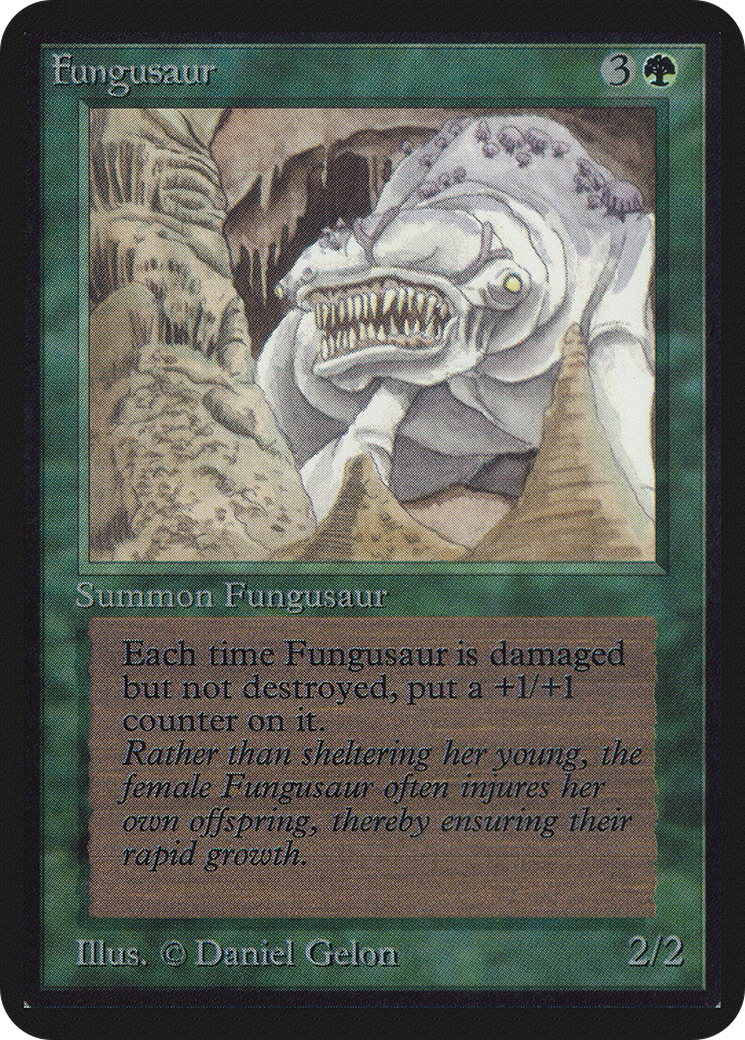 Fungusaur 3
Summon Fungusaur
Each time Fungusaur is damaged
but not destroyed, put a +1/+1
counter on it.
Rather than sheltering her young, the
female Fungusaur often injures her
own offspring, thereby ensuring their
rapid growth.
Illus. © Daniel Gelon 2/2